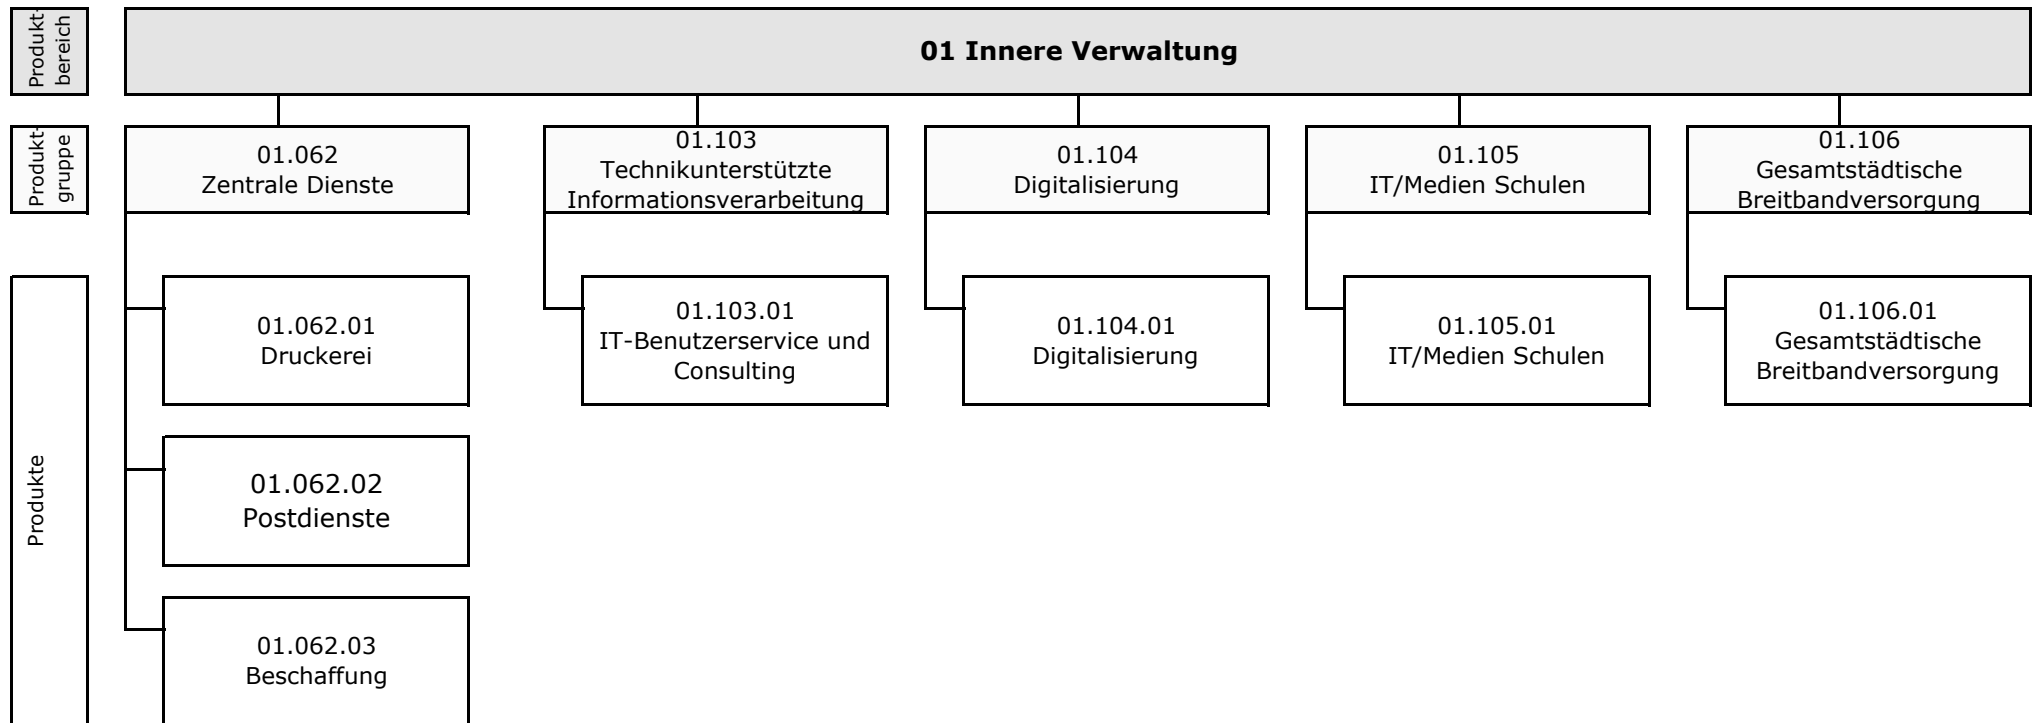 Produkt-
bereich
01 Innere Verwaltung
Produkt-
gruppe
01.062
Zentrale Dienste
01.103
Technikunterstützte
Informationsverarbeitung
01.104
Digitalisierung
01.105
IT/Medien Schulen
01.106
Gesamtstädtische
Breitbandversorgung
Produkte
01.062.01
Druckerei
01.103.01
IT-Benutzerservice und
Consulting
01.104.01
Digitalisierung
01.105.01
IT/Medien Schulen
01.106.01
Gesamtstädtische
Breitbandversorgung
01.062.02
Postdienste
01.062.03
Beschaffung